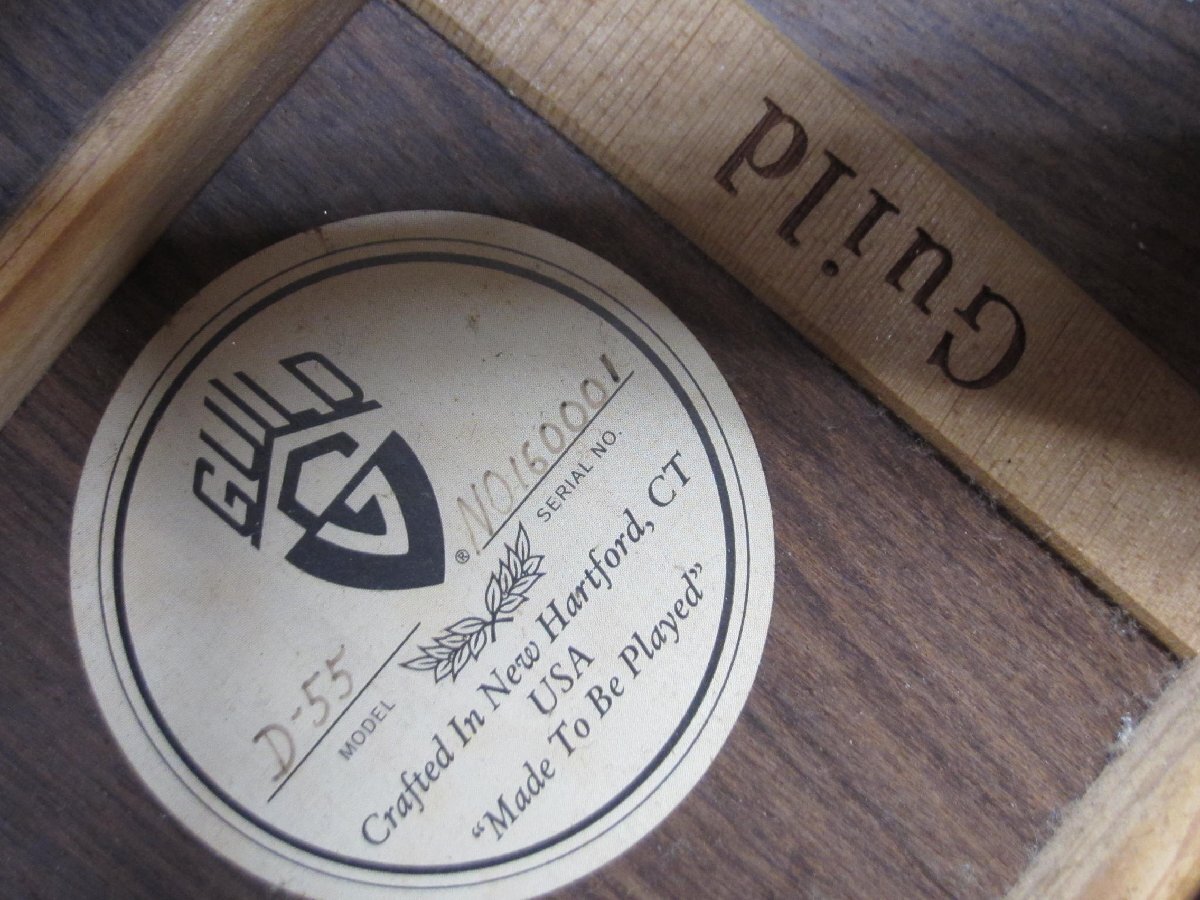 Guild
GUILD
G
®
NO160001
SERIAL NO.
D-55
MODEL
Crafted In New Hartford, CT
USA
“Made To Be Played”